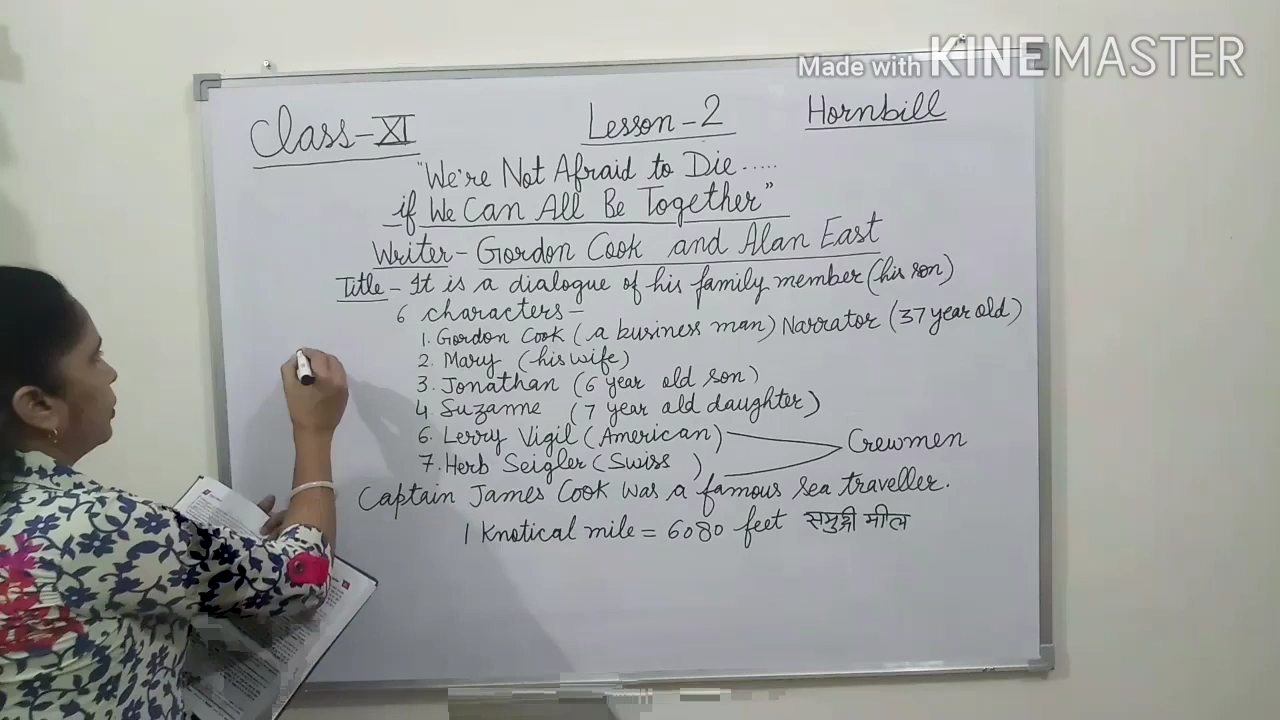 Made with KINEMASTER
Class-XI Lesson-2 Hornbill
"We're Not Afraid to Die.....
if We Can All Be Together"
Writer- Gordon Cook and Alan East
Title- It is a dialogue of his family member (his son)
6 characters-
1. Gordon Cook (a business man) Narrator (37 year old)
2. Mary (his wife)
3. Jonathan (6 year old son)
4. Suzanne (7 year old daughter)
6. Lerry Vigil (American)
7. Herb Seigler (Swiss )
Crewmen
Captain James Cook was a famous sea traveller.
1 Knotical mile = 6080 feet समुद्री मील